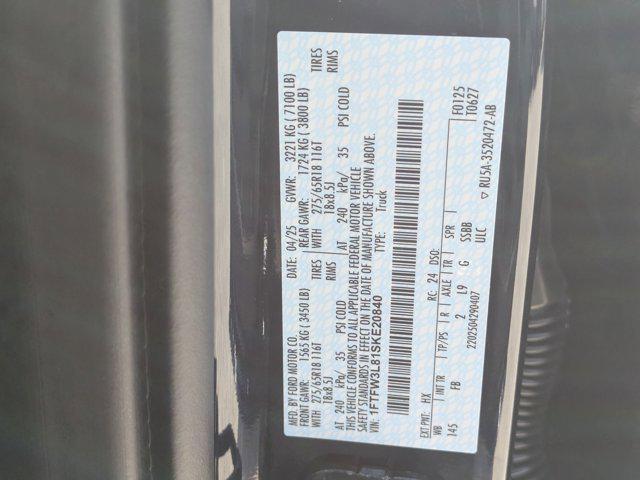 MFD. BY FORD MOTOR CO.
DATE: 04/25 GVWR: 3221 KG ( 7100 LB)
FRONT GAWR: 1565 KG ( 3450 LB) REAR GAWR: 1724 KG ( 3800 LB)
275/65R18 116T TIRES WITH 275/65R18 116T TIRES
18x8.5J RIMS 18x8.5J RIMS
AT 240 kPa/ 35 PSI COLD AT 240 kPa/ 35 PSI COLD
THIS VEHICLE CONFORMS TO ALL APPLICABLE FEDERAL MOTOR VEHICLE
SAFETY STANDARDS IN EFFECT ON THE DATE OF MANUFACTURE SHOWN ABOVE.
VIN: 1FTFW3L81SKE20840 TYPE: Truck
F0125
T0627
EXT PNT: HX RC: 24 DSO:
WB INT TR TP/PS R AXLE TR SPR
145 FB 2 L9 G SSBB
2202504290407 ULC
▽ RU5A-3520472-AB